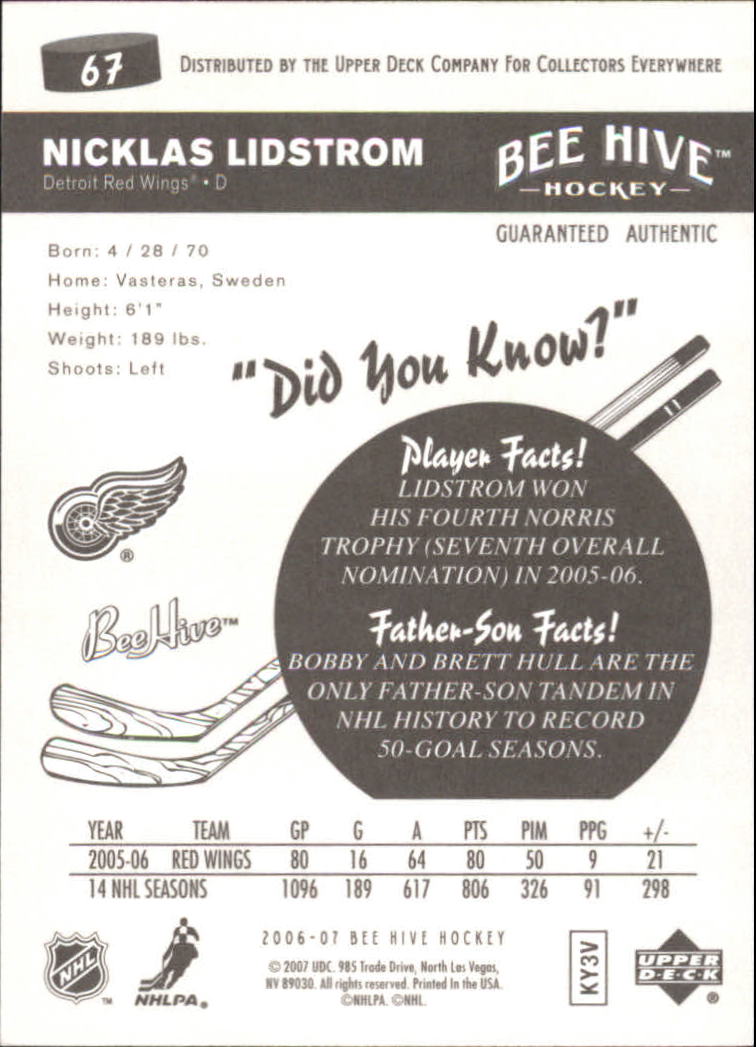 67
DISTRIBUTED BY THE UPPER DECK COMPANY FOR COLLECTORS EVERYWHERE
NICKLAS LIDSTROM
Detroit Red Wings® • D
BEE HIVE™
—HOCKEY—
GUARANTEED AUTHENTIC
Born: 4 / 28 / 70
Home: Vasteras, Sweden
Height: 6'1"
Weight: 189 lbs.
Shoots: Left
"Did You Know?"
Player Facts!
LIDSTROM WON
HIS FOURTH NORRIS
TROPHY (SEVENTH OVERALL
NOMINATION) IN 2005-06.
®
BeeHive™
Father-Son Facts!
BOBBY AND BRETT HULL ARE THE
ONLY FATHER-SON TANDEM IN
NHL HISTORY TO RECORD
50-GOAL SEASONS.
YEAR TEAM GP G A PTS PIM PPG +/-
2005-06 RED WINGS 80 16 64 80 50 9 21
14 NHL SEASONS 1096 189 617 806 326 91 298
NHL ™
NHLPA®
2006-07 BEE HIVE HOCKEY
© 2007 UDC. 985 Trade Drive, North Las Vegas,
NV 89030. All rights reserved. Printed In the USA.
©NHLPA. ©NHL.
KY3V
UPPER
D·E·C·K
®